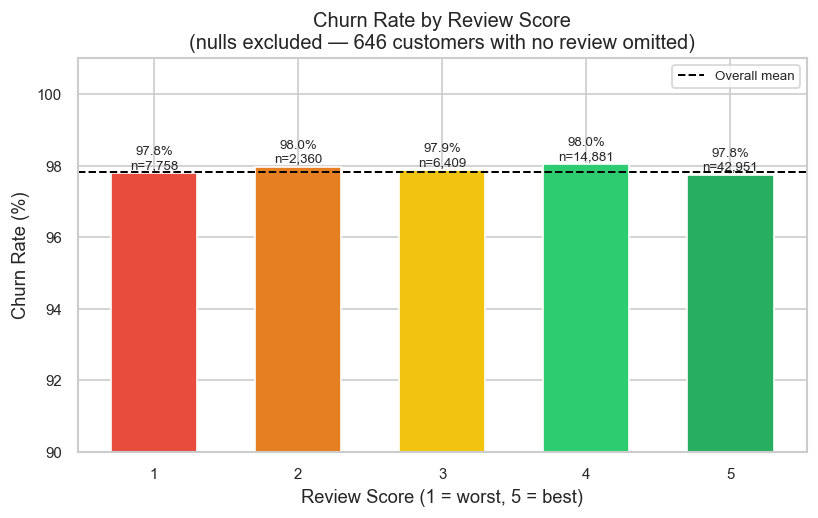 Churn Rate by Review Score
(nulls excluded — 646 customers with no review omitted)
Churn Rate (%)
100
98
96
94
92
90
Overall mean
97.8%
n=7,758
98.0%
n=2,360
97.9%
n=6,409
98.0%
n=14,881
97.8%
n=42,951
1
2
3
4
5
Review Score (1 = worst, 5 = best)